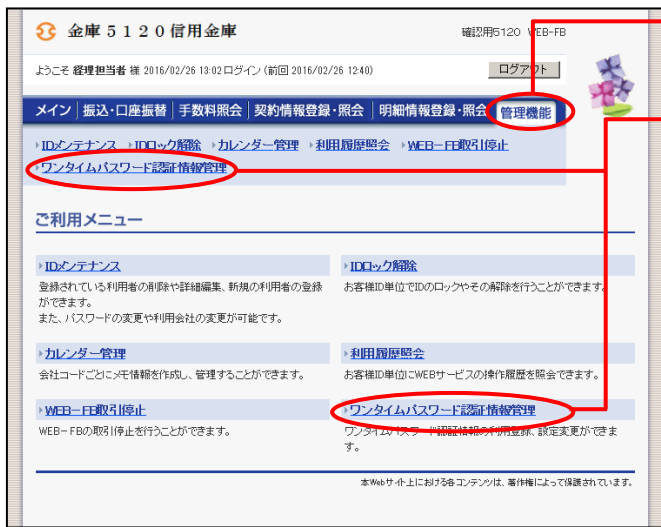 金庫5120信用金庫
確認用5120 WEB-FB
ようこそ 経理担当者 様 2016/02/26 13:02 ログイン (前回 2016/02/26 12:40)
ログアウト
メイン 振込・口座振替 手数料照会 契約情報登録・照会 明細情報登録・照会 管理機能
IDメンテナンス IDロック解除 カレンダー管理 利用履歴照会 WEB-FB取引停止
ワンタイムパスワード認証情報管理
ご利用メニュー
IDメンテナンス
登録されている利用者の削除や詳細編集、新規の利用者の登録
ができます。
また、パスワードの変更や利用会社の変更が可能です。
IDロック解除
お客様ID単位でIDのロックやその解除を行うことができます。
カレンダー管理
会社コードごとにメモ情報を作成し、管理することができます。
利用履歴照会
お客様ID単位にWEBサービスの操作履歴を照会できます。
WEB-FB取引停止
WEB-FBの取引停止を行うことができます。
ワンタイムパスワード認証情報管理
ワンタイムパスワード認証情報の利用登録、設定変更ができま
す。
本Webサイト上における各コンテンツは、著作権によって保護されています。